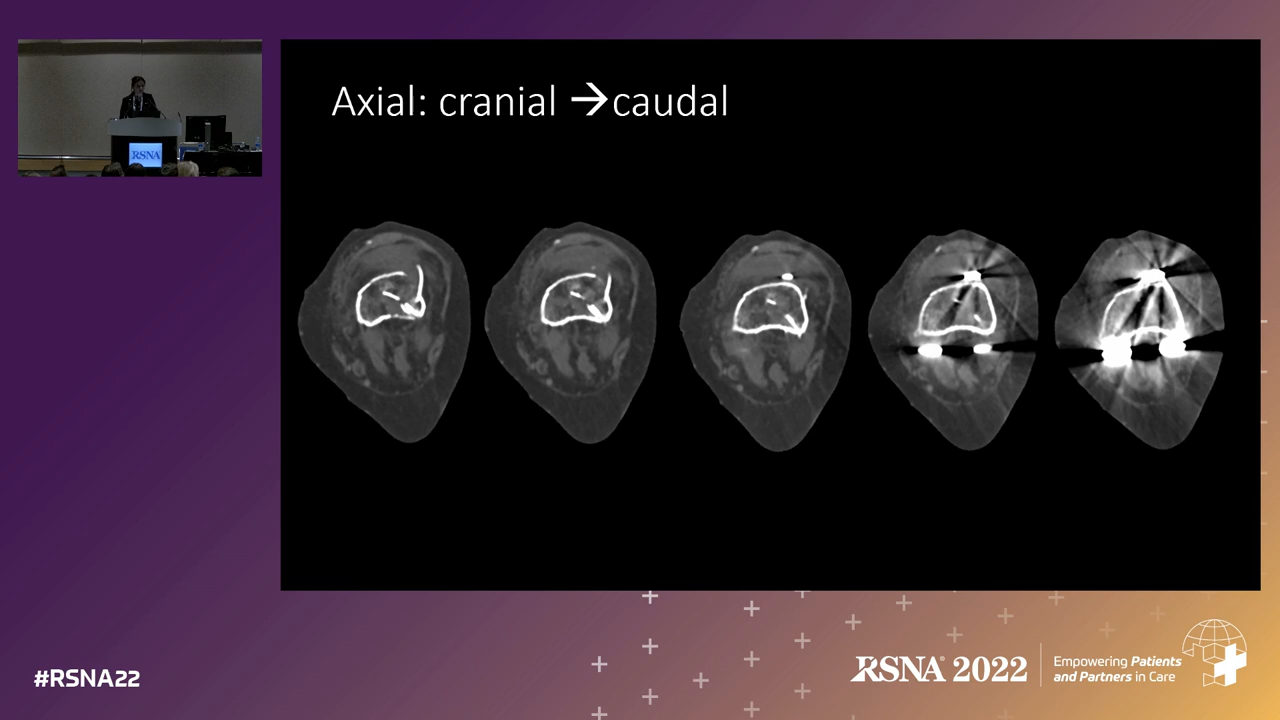 Axial: cranial →caudal
RSNA
#RSNA22
RSNA® 2022
Empowering Patients
and Partners in Care